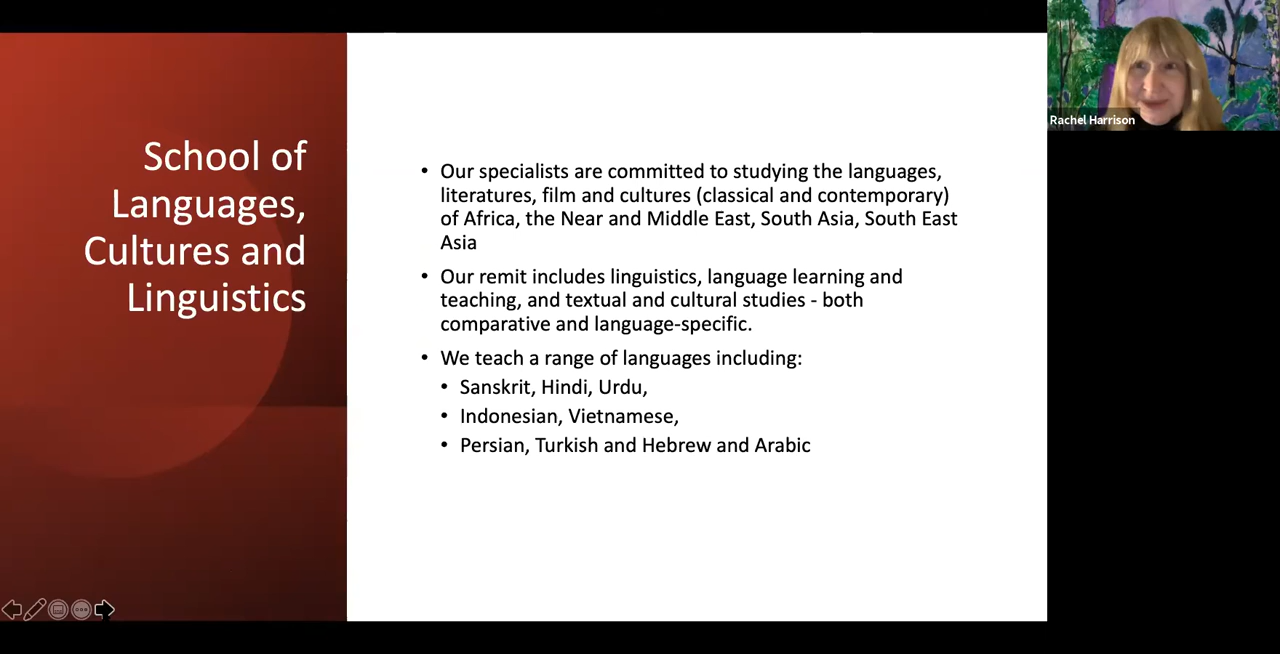 School of
Languages,
Cultures and
Linguistics
• Our specialists are committed to studying the languages,
literatures, film and cultures (classical and contemporary)
of Africa, the Near and Middle East, South Asia, South East
Asia
• Our remit includes linguistics, language learning and
teaching, and textual and cultural studies - both
comparative and language-specific.
• We teach a range of languages including:
• Sanskrit, Hindi, Urdu,
• Indonesian, Vietnamese,
• Persian, Turkish and Hebrew and Arabic
Rachel Harrison